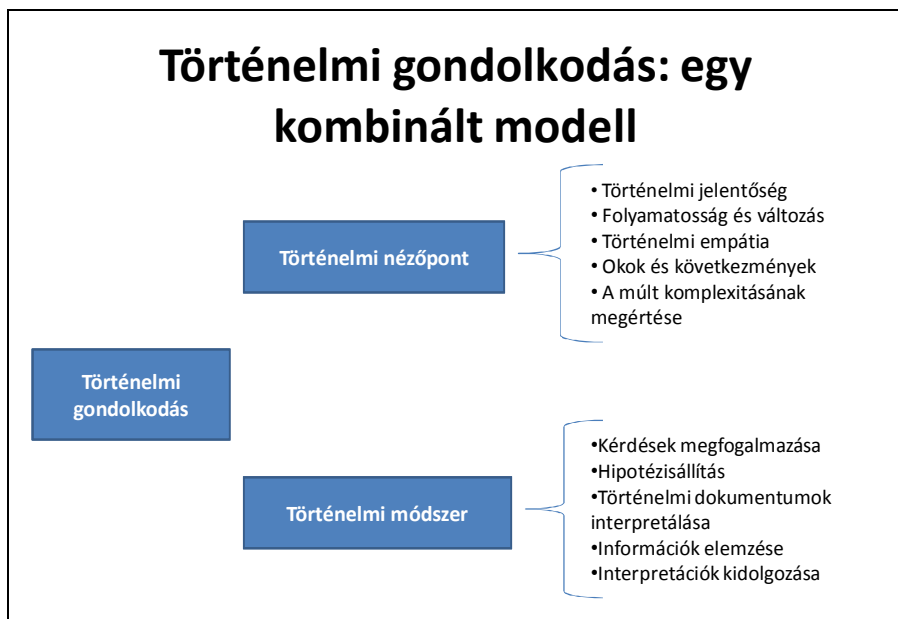 Történelmi gondolkodás: egy
kombinált modell
• Történelmi jelentőség
• Folyamatosság és változás
• Történelmi empátia
• Okok és következmények
• A múlt komplexitásának
megértése
Történelmi nézőpont
Történelmi
gondolkodás
•Kérdések megfogalmazása
•Hipotézisállítás
•Történelmi dokumentumok
interpretálása
•Információk elemzése
•Interpretációk kidolgozása
Történelmi módszer